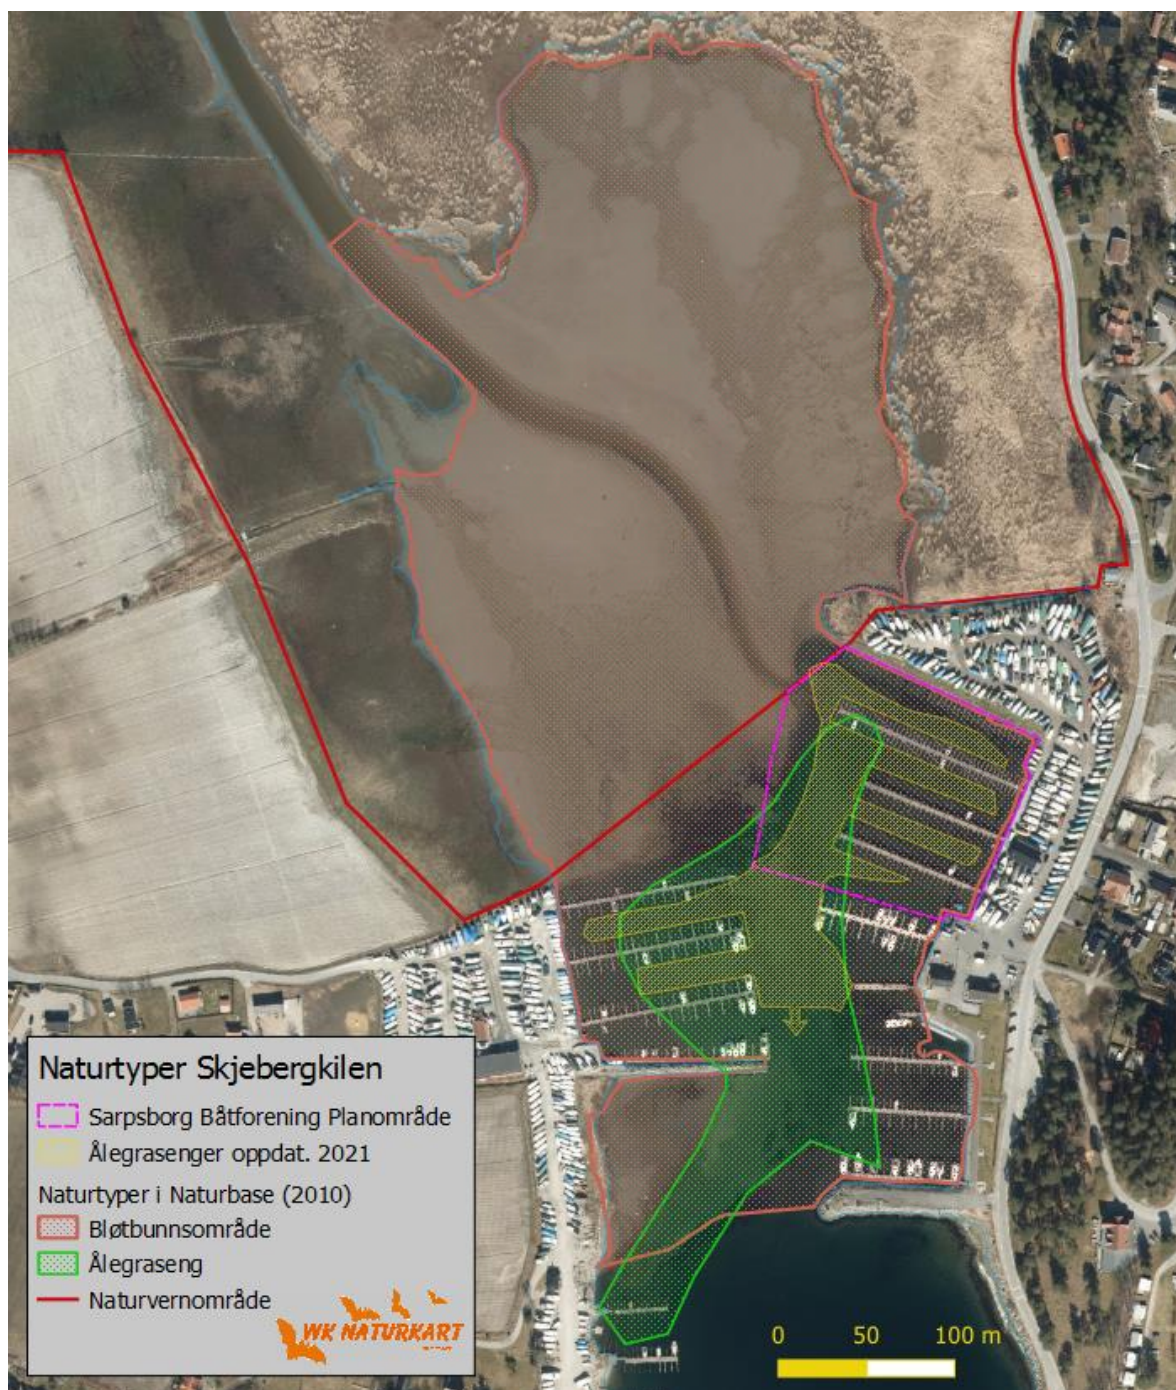 Naturtyper Skjebergkilen
Sarpsborg Båtforening Planområde
Ålegrasenger oppdat. 2021
Naturtyper i Naturbase (2010)
Bløtbunnsområde
Ålegraseng
Naturvernområde
WK NATURKART
0 50 100 m